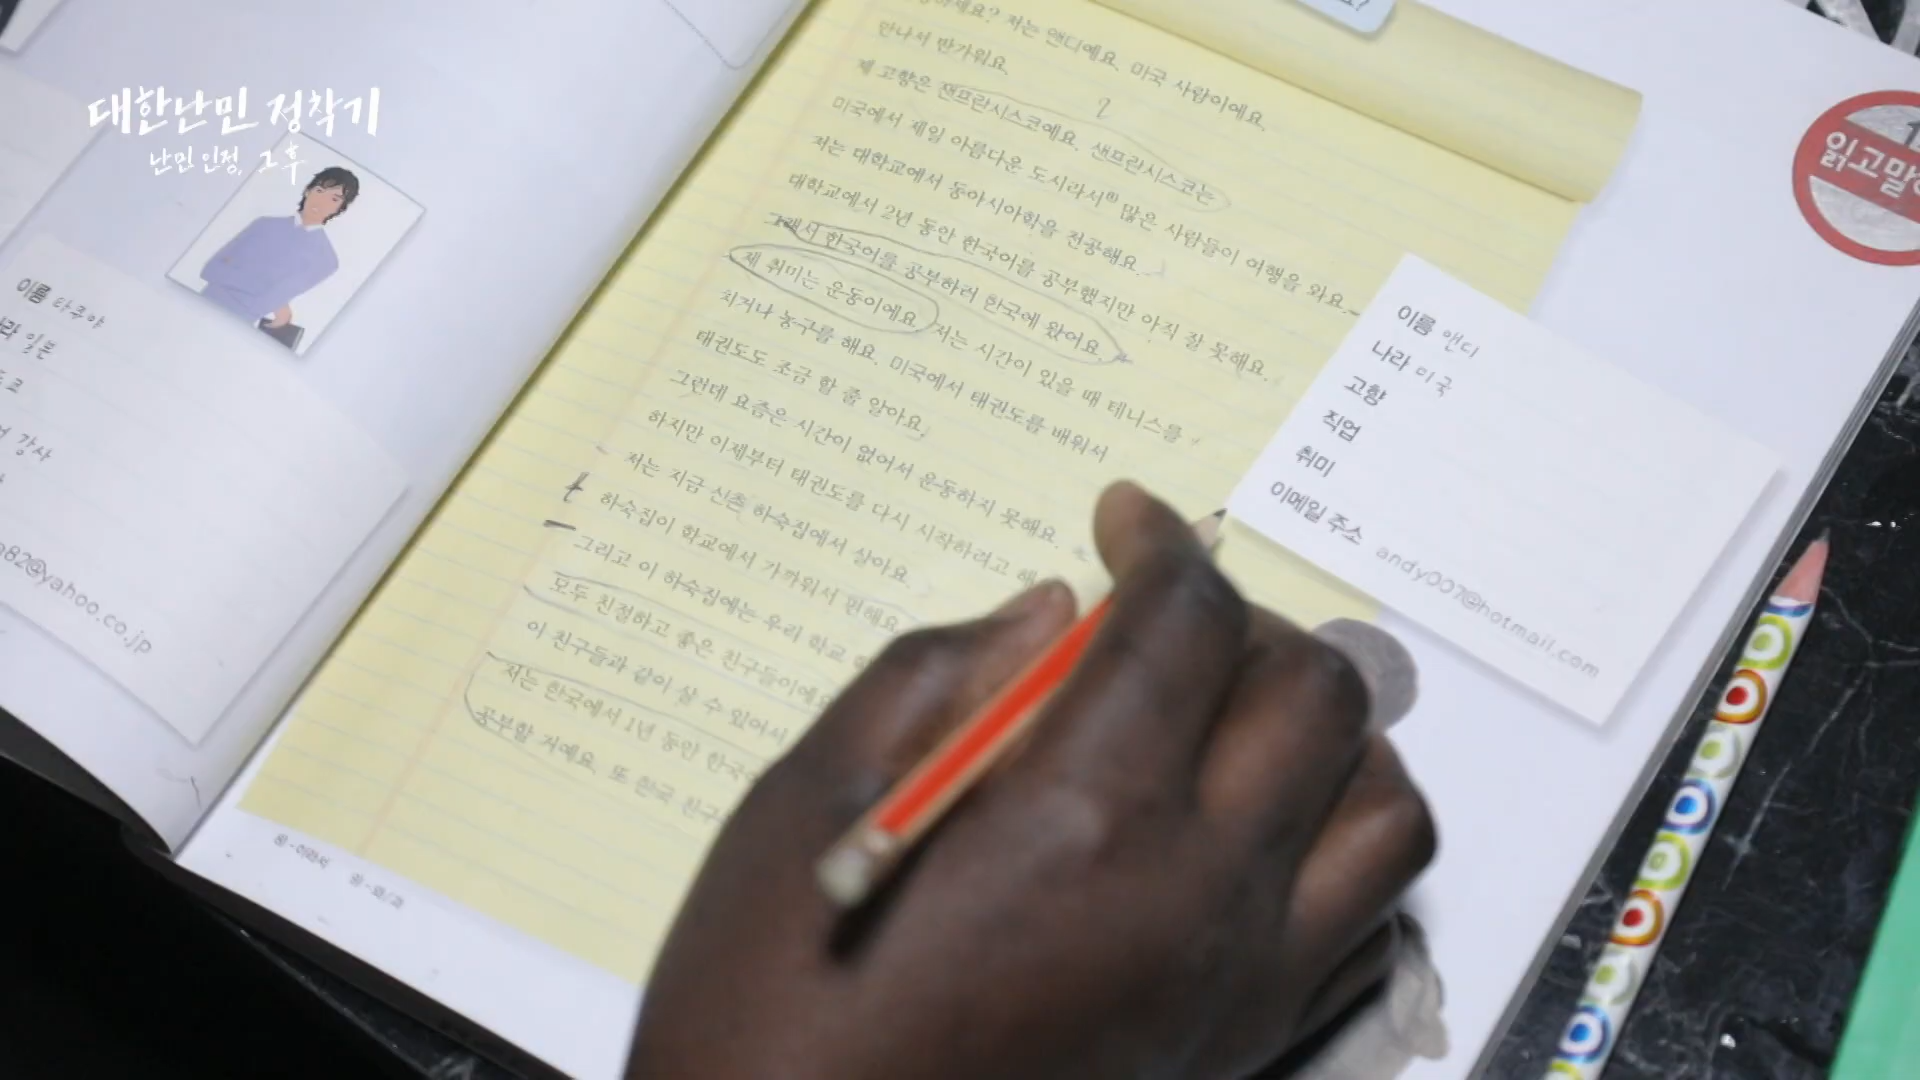 대한난민 정착기
난민 인정, 그 후
이름 타쿠야
일본
강사
82@yahoo.co.jp
저는 앤디예요. 미국 사람이에요.
만나서 반가워요.
제 고향은 샌프란시스코예요. 샌프란시스코는
미국에서 제일 아름다운 도시라서 많은 사람들이 여행을 와요.
저는 대학교에서 동아시아학을 전공해요.
대학교에서 2년 동안 한국어를 공부했지만 아직 잘 못해요.
그래서 한국어를 공부하러 한국에 왔어요.
제 취미는 운동이에요. 저는 시간이 있을 때 테니스를
치거나 농구를 해요. 미국에서 태권도를 배워서
태권도도 조금 할 줄 알아요.
그런데 요즘은 시간이 없어서 운동하지 못해요.
하지만 이제부터 태권도를 다시 시작하려고 해
저는 지금 신촌 하숙집에서 살아요.
하숙집이 학교에서 가까워서 편해요.
그리고 이 하숙집에는 우리 학교
모두 친절하고 좋은 친구들이에요
이 친구들과 같이 살 수 있어서
저는 한국에서 1년 동안 한국
공부할 거예요. 또 한국 친구
-이라서 -와/과
읽고 말
이름 앤디
나라 미국
고향
직업
취미
이메일 주소 andy007@hotmail.com